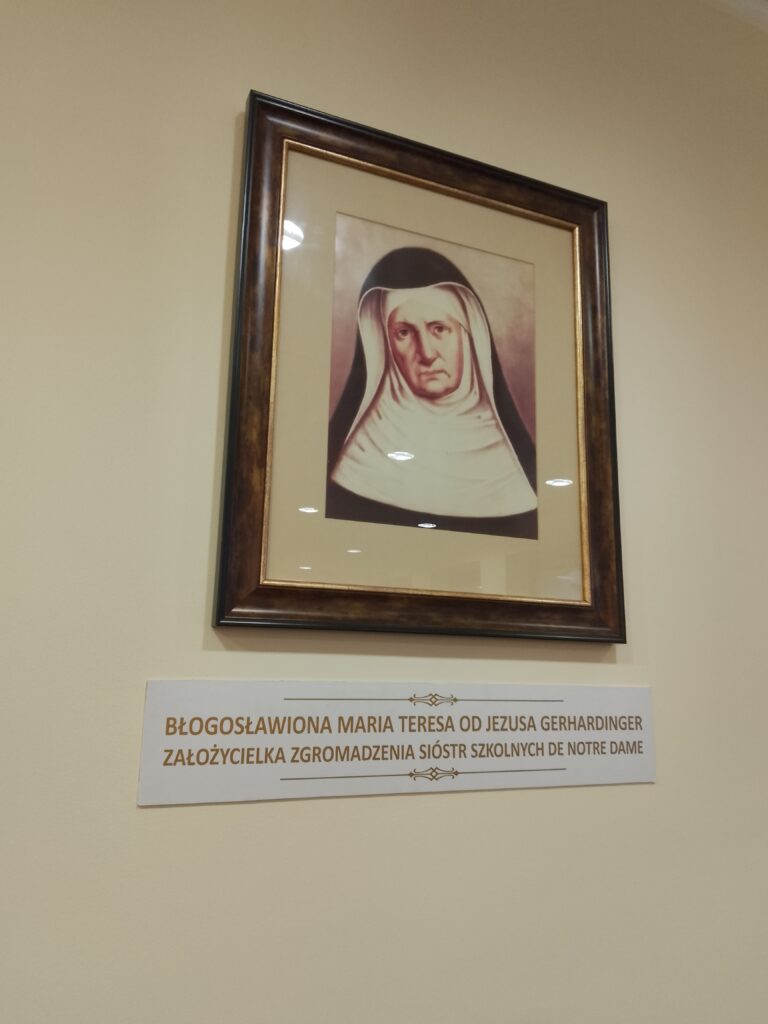 BŁOGOSŁAWIONA MARIA TERESA OD JEZUSA GERHARDINGER
ZAŁOŻYCIELKA ZGROMADZENIA SIÓSTR SZKOLNYCH DE NOTRE DAME